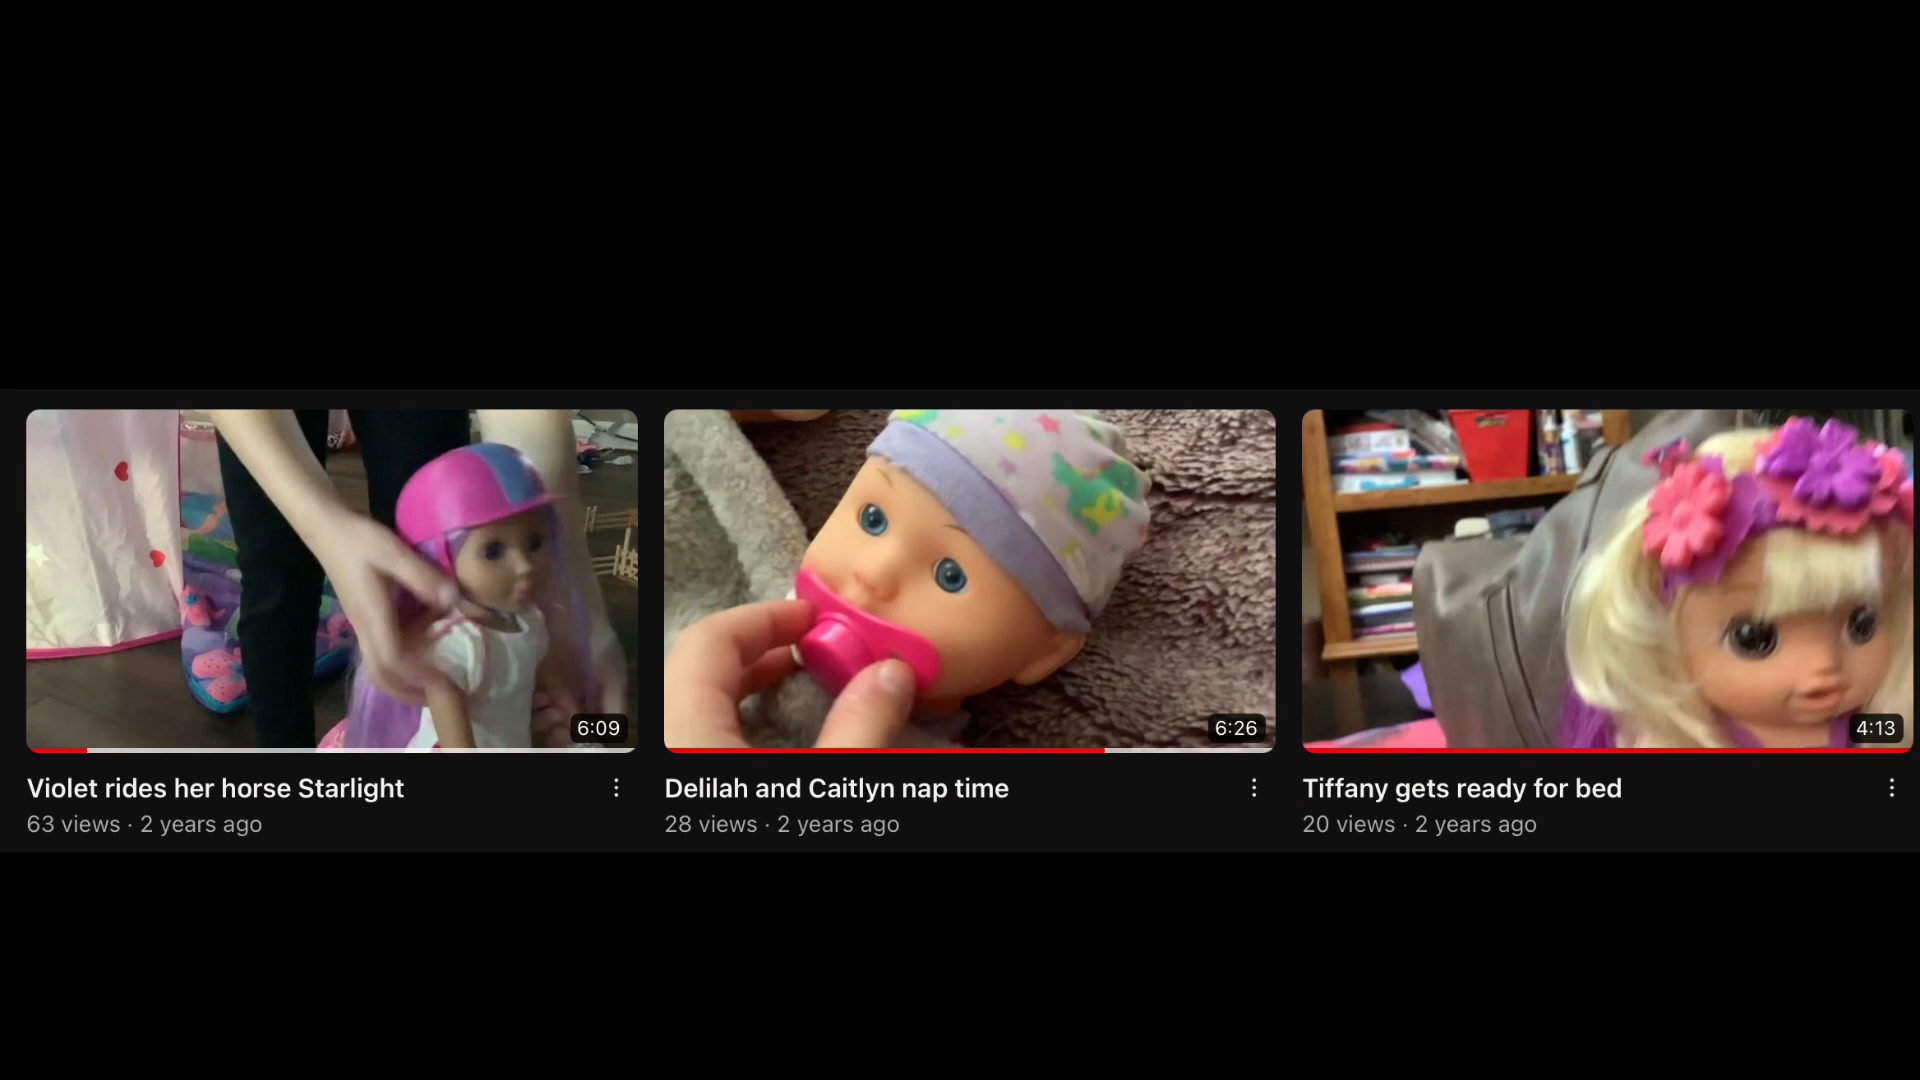 6:09
6:26
4:13
Violet rides her horse Starlight
63 views · 2 years ago
Delilah and Caitlyn nap time
28 views · 2 years ago
Tiffany gets ready for bed
20 views · 2 years ago